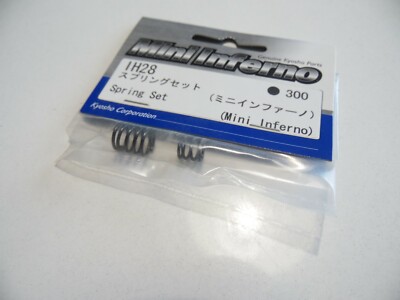 Genuine Kyosho Parts
Mini Inferno
IH28
スプリングセット
● 300
Spring Set
(ミニインファーノ)
(Mini Inferno)
Kyosho Corporation